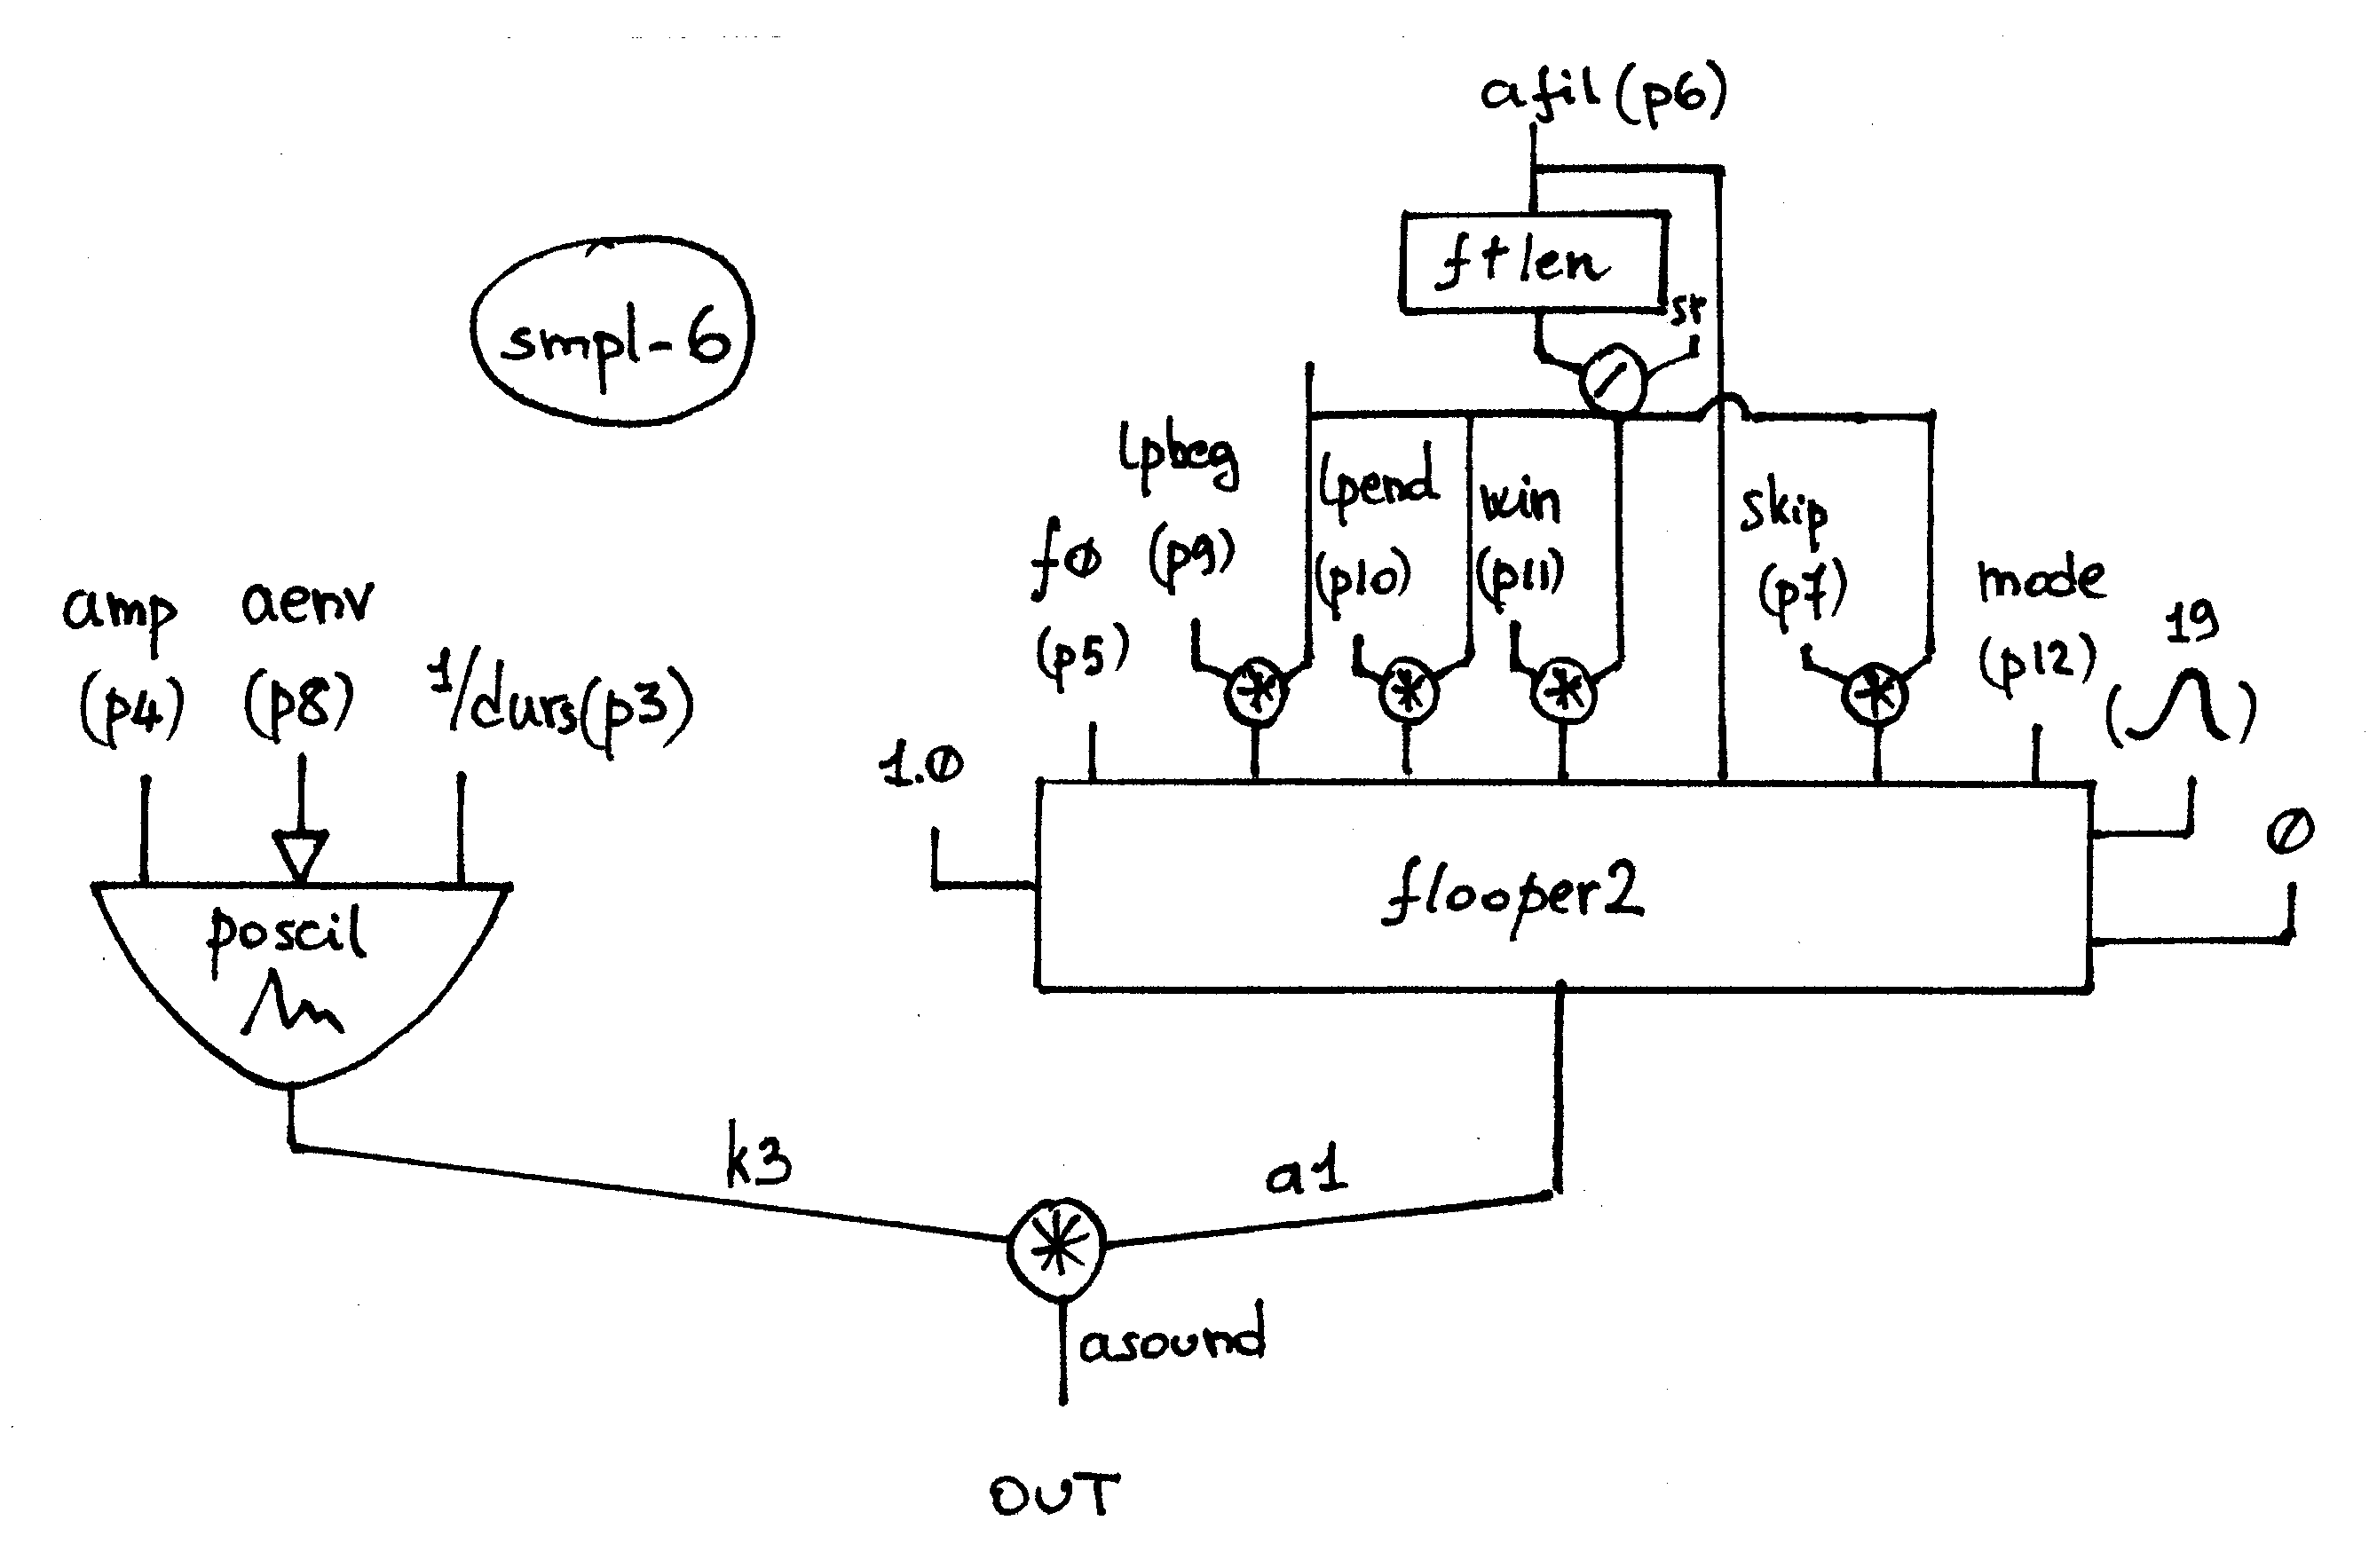 afil (p6)
ftlen
sr
smpl-6
lpbeg
(p9)
lpend
(p10)
win
(p11)
skip
(p7)
f0
(p5)
mode
(p12)
19
amp
(p4)
aenv
(p8)
1/durs(p3)
1.0
0
poscil
flooper2
k3
a1
*
asound
OUT